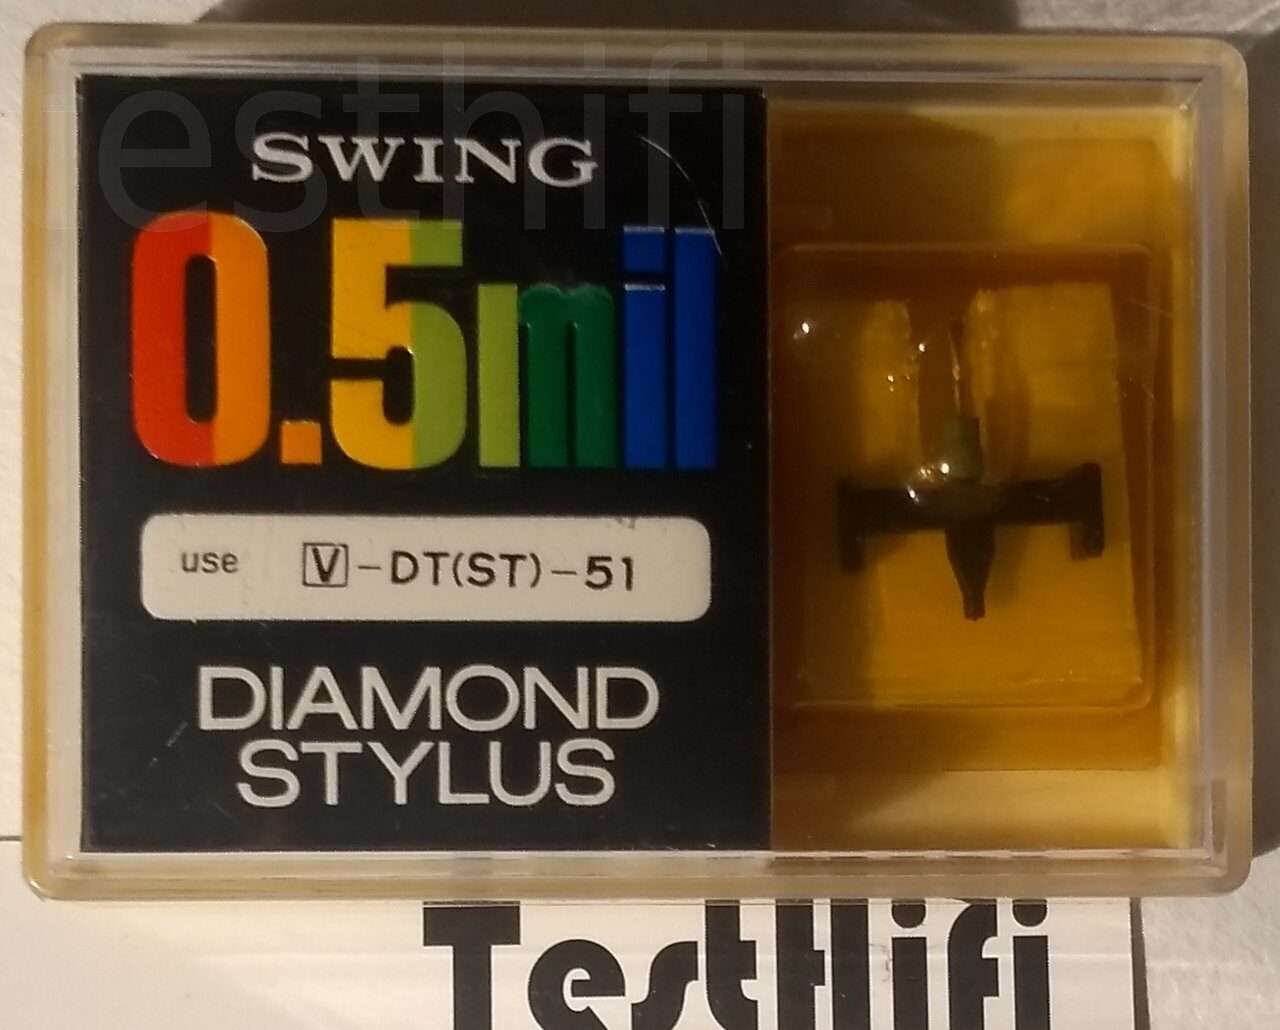 testhifi
SWING
0.5mil
use V-DT(ST)-51
DIAMOND
STYLUS
TestHifi